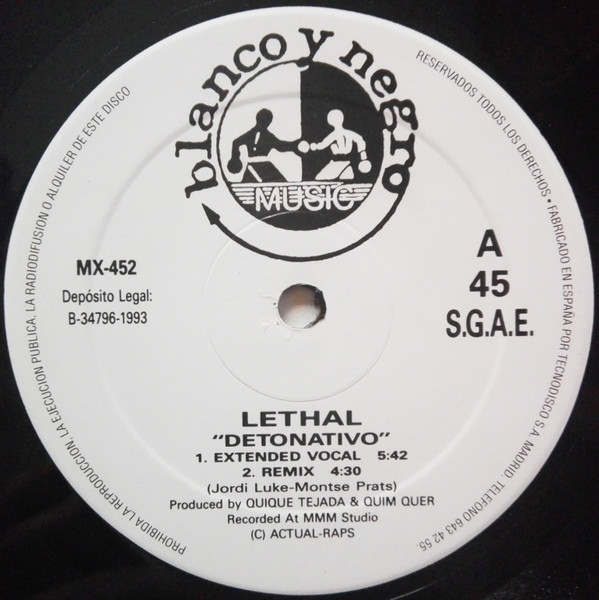 blanco y negro
MUSIC
MX-452
Depósito Legal:
B-34796-1993
A
45
S.G.A.E.
LETHAL
"DETONATIVO"
1. EXTENDED VOCAL 5:42
2. REMIX 4:30
(Jordi Luke-Montse Prats)
Produced by QUIQUE TEJADA & QUIM QUER
Recorded At MMM Studio
(C) ACTUAL-RAPS
PROHIBIDA LA REPRODUCCION, LA EJECUCION PUBLICA, LA RADIODIFUSION O ALQUILER DE ESTE DISCO
RESERVADOS TODOS LOS DERECHOS • FABRICADO EN ESPAÑA POR TECNODISCO S.A. MADRID. TELEFONO 643 42 55.